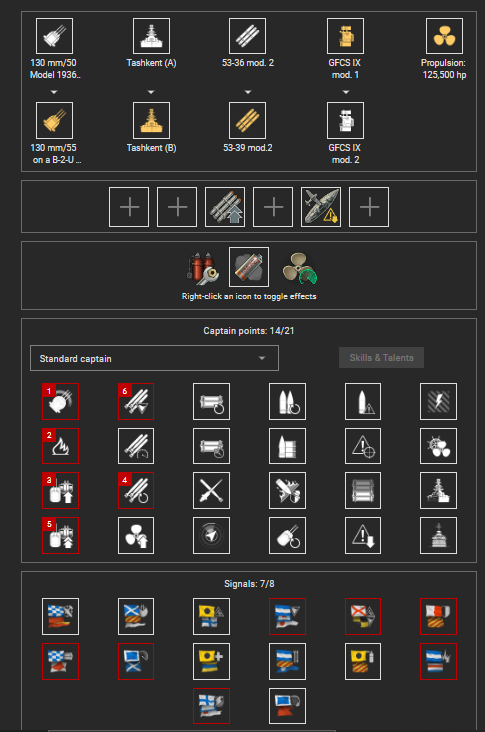 130 mm/50 Tashkent (A) 53-36 mod. 2 GFCS IX Propulsion:
Model 1936.. mod. 1 125,500 hp
130 mm/55 Tashkent (B) 53-39 mod.2 GFCS IX
on a B-2-U ... mod. 2
Right-click an icon to toggle effects
Captain points: 14/21
Standard captain Skills & Talents
1 6
2
3 4
5
Signals: 7/8